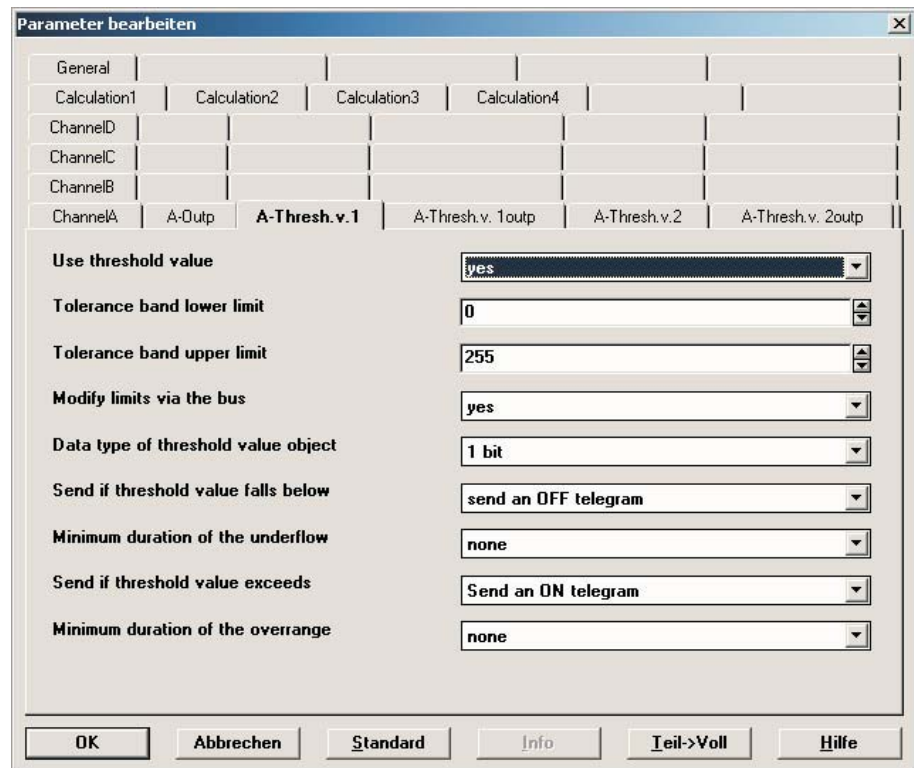 Parameter bearbeiten
General
Calculation1 Calculation2 Calculation3 Calculation4
ChannelD
ChannelC
ChannelB
ChannelA A-Outp A-Thresh.v.1 A-Thresh.v. 1outp A-Thresh.v.2 A-Thresh.v. 2outp
Use threshold value yes
Tolerance band lower limit 0
Tolerance band upper limit 255
Modify limits via the bus yes
Data type of threshold value object 1 bit
Send if threshold value falls below send an OFF telegram
Minimum duration of the underflow none
Send if threshold value exceeds Send an ON telegram
Minimum duration of the overrange none
OK Abbrechen Standard Info Teil->Voll Hilfe